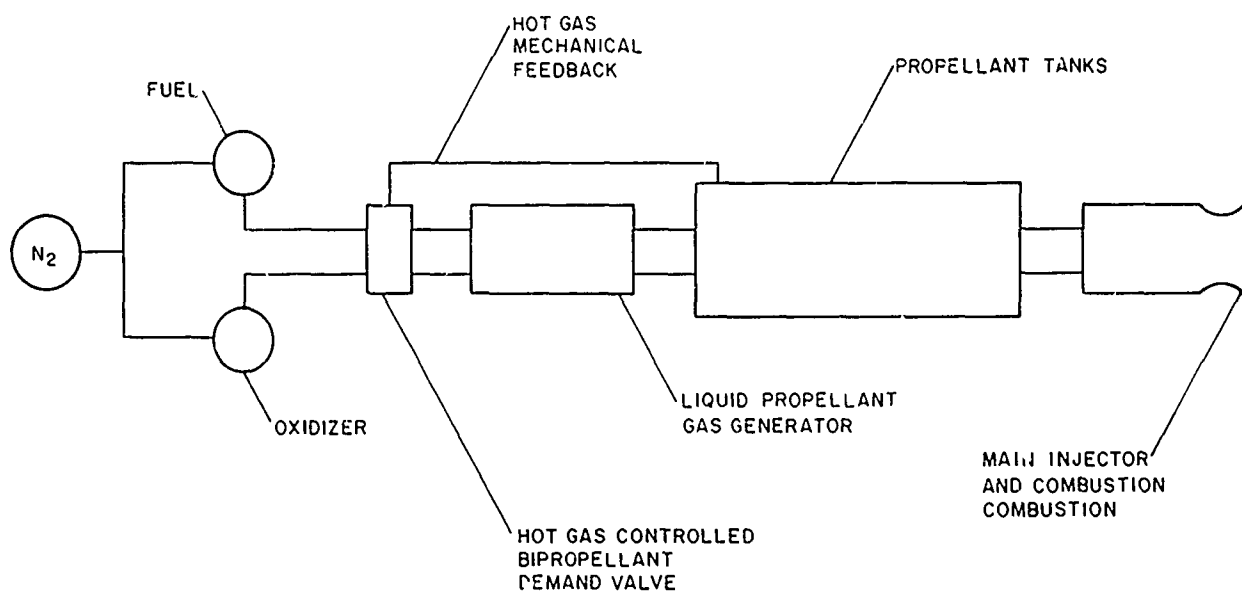 HOT GAS
MECHANICAL
FEEDBACK
PROPELLANT TANKS
FUEL
N2
OXIDIZER
LIQUID PROPELLANT
GAS GENERATOR
MAIN INJECTOR
AND COMBUSTION
COMBUSTION
HOT GAS CONTROLLED
BIPROPELLANT
DEMAND VALVE